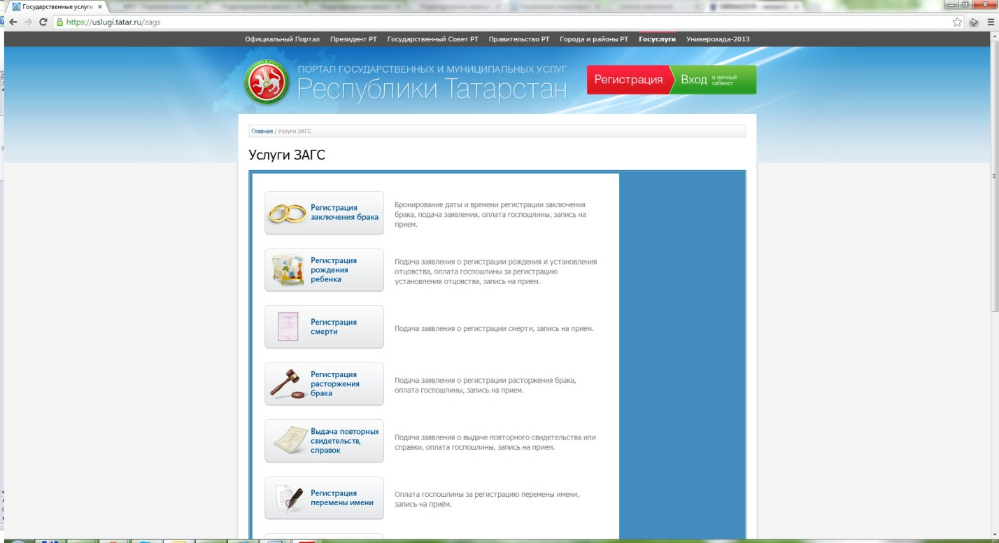 Государственные услуги
https://uslugi.tatar.ru/zags
Официальный Портал Президент РТ Государственный Совет РТ Правительство РТ Города и районы РТ Госуслуги Универсиада-2013
ПОРТАЛ ГОСУДАРСТВЕННЫХ И МУНИЦИПАЛЬНЫХ УСЛУГ
Республики Татарстан
Регистрация
Вход в личный кабинет
Главная / Услуги ЗАГС
Услуги ЗАГС
Регистрация
заключения брака
Бронирование даты и времени регистрации заключения
брака, подача заявления, оплата госпошлины, запись на
прием.
Регистрация
рождения
ребенка
Подача заявления о регистрации рождения и установления
отцовства, оплата госпошлины за регистрацию
установления отцовства, запись на прием.
Регистрация
смерти
Подача заявления о регистрации смерти, запись на прием.
Регистрация
расторжения
брака
Подача заявления о регистрации расторжения брака,
оплата госпошлины, запись на прием.
Выдача повторных
свидетельств,
справок
Подача заявления о выдаче повторного свидетельства или
справки, оплата госпошлины, запись на прием.
Регистрация
перемены имени
Оплата госпошлины за регистрацию перемены имени,
запись на приём.